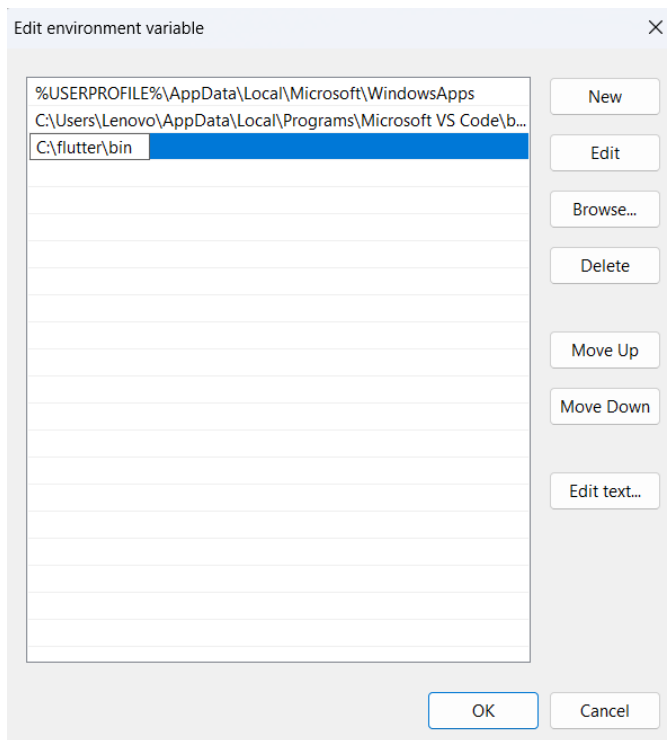 Edit environment variable
%USERPROFILE%\AppData\Local\Microsoft\WindowsApps
C:\Users\Lenovo\AppData\Local\Programs\Microsoft VS Code\b...
C:\flutter\bin
New
Edit
Browse...
Delete
Move Up
Move Down
Edit text...
OK
Cancel